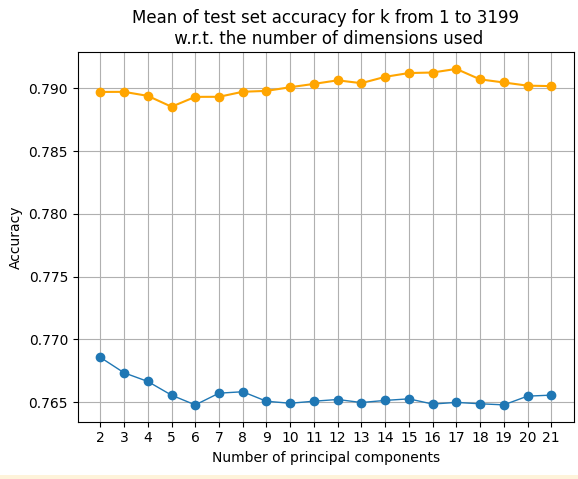 Mean of test set accuracy for k from 1 to 3199
w.r.t. the number of dimensions used
Accuracy
0.790
0.785
0.780
0.775
0.770
0.765
2 3 4 5 6 7 8 9 10 11 12 13 14 15 16 17 18 19 20 21
Number of principal components